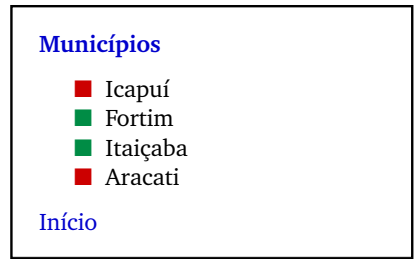 Municípios
Icapuí
Fortim
Itaiçaba
Aracati
Início